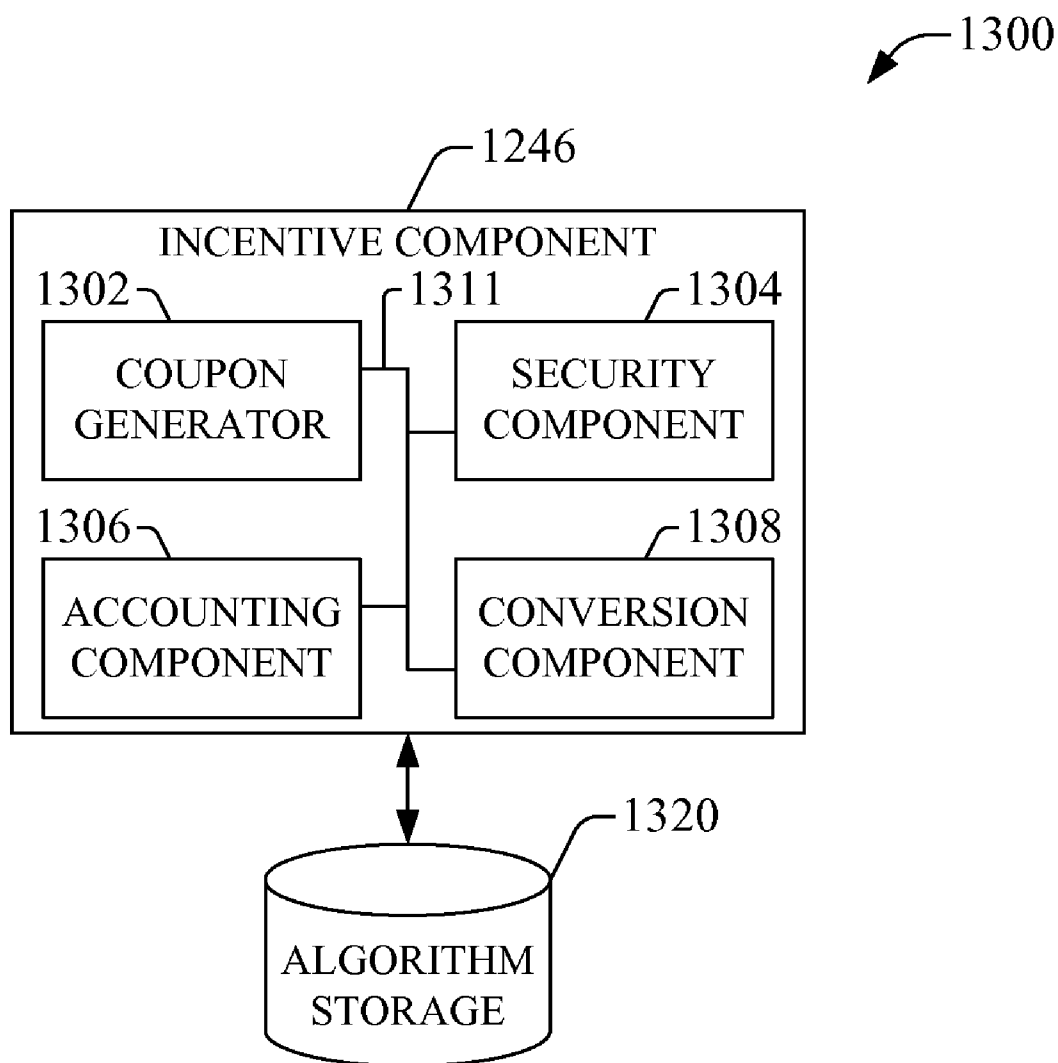 1300
1246
INCENTIVE COMPONENT
1302
1311
1304
COUPON
GENERATOR
SECURITY
COMPONENT
1306
1308
ACCOUNTING
COMPONENT
CONVERSION
COMPONENT
1320
ALGORITHM
STORAGE